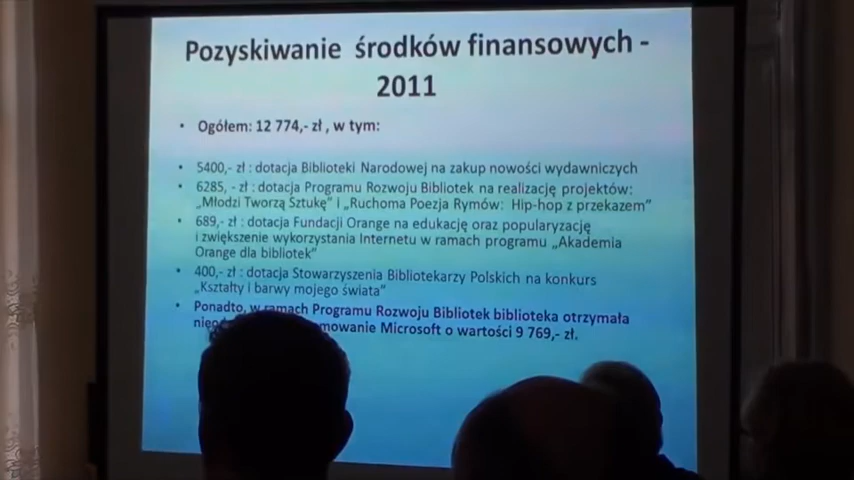 Pozyskiwanie środków finansowych -
2011
• Ogółem: 12 774,- zł , w tym:
• 5400,- zł : dotacja Biblioteki Narodowej na zakup nowości wydawniczych
• 6285, - zł : dotacja Programu Rozwoju Bibliotek na realizację projektów:
„Młodzi Tworzą Sztukę" i „Ruchoma Poezja Rymów: Hip-hop z przekazem"
• 689,- zł : dotacja Fundacji Orange na edukację oraz popularyzację
i zwiększenie wykorzystania Internetu w ramach programu „Akademia
Orange dla bibliotek"
• 400,- zł : dotacja Stowarzyszenia Bibliotekarzy Polskich na konkurs
„Kształty i barwy mojego świata"
• Ponadto, w ramach Programu Rozwoju Bibliotek biblioteka otrzymała
Microsoft o wartości 9 769,- zł.